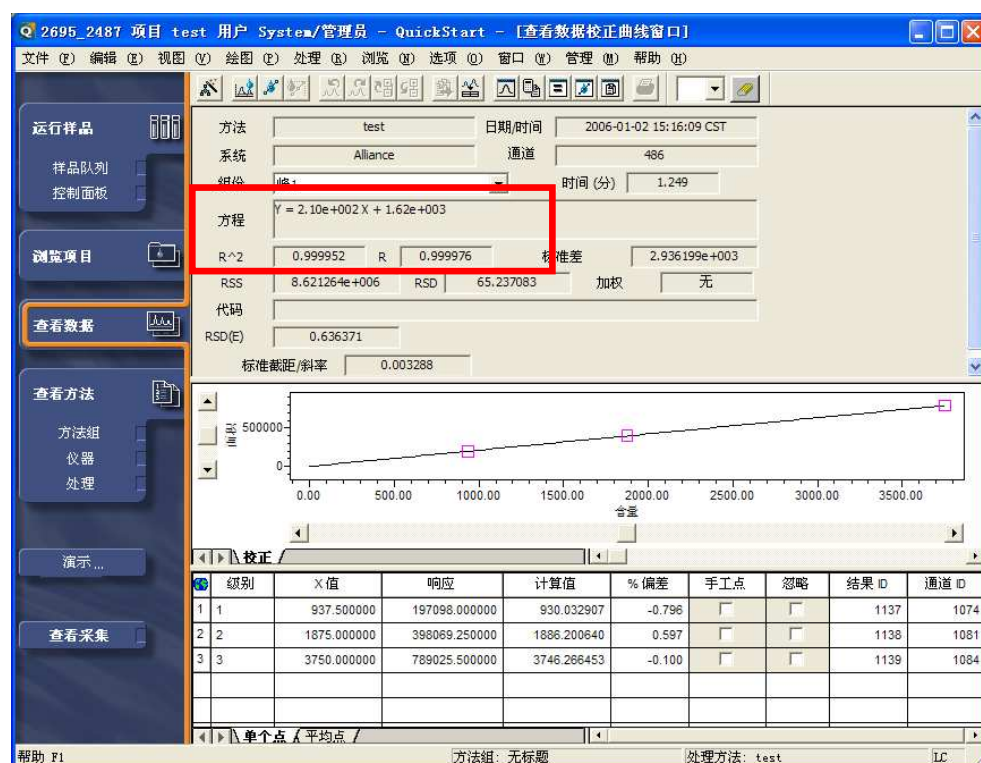 2695_2487 项目 test 用户 System/管理员 - QuickStart - [查看数据校正曲线窗口]
文件 (F) 编辑 (E) 视图 (V) 绘图 (P) 处理 (R) 浏览 (N) 选项 (O) 窗口 (W) 管理 (M) 帮助 (H)
运行样品
样品队列
控制面板
浏览项目
查看数据
查看方法
方法组
仪器
处理
演示...
查看采集
方法 test 日期/时间 2006-01-02 15:16:09 CST
系统 Alliance 通道 486
组份 峰1 时间 (分) 1.249
方程 Y = 2.10e+002 X + 1.62e+003
R^2 0.999952 R 0.999976 标准差 2.936199e+003
RSS 8.621264e+006 RSD 65.237083 加权 无
代码
RSD(E) 0.636371
标准截距/斜率 0.003288
面积
500000
0
0.00 500.00 1000.00 1500.00 2000.00 2500.00 3000.00 3500.00
含量
校正
级别 X 值 响应 计算值 % 偏差 手工点 忽略 结果 ID 通道 ID
1 1 937.500000 197098.000000 930.032907 -0.796 1137 1074
2 2 1875.000000 398069.250000 1886.200640 0.597 1138 1081
3 3 3750.000000 789025.500000 3746.266453 -0.100 1139 1084
单个点 平均点
帮助 F1 方法组: 无标题 处理方法: test LC